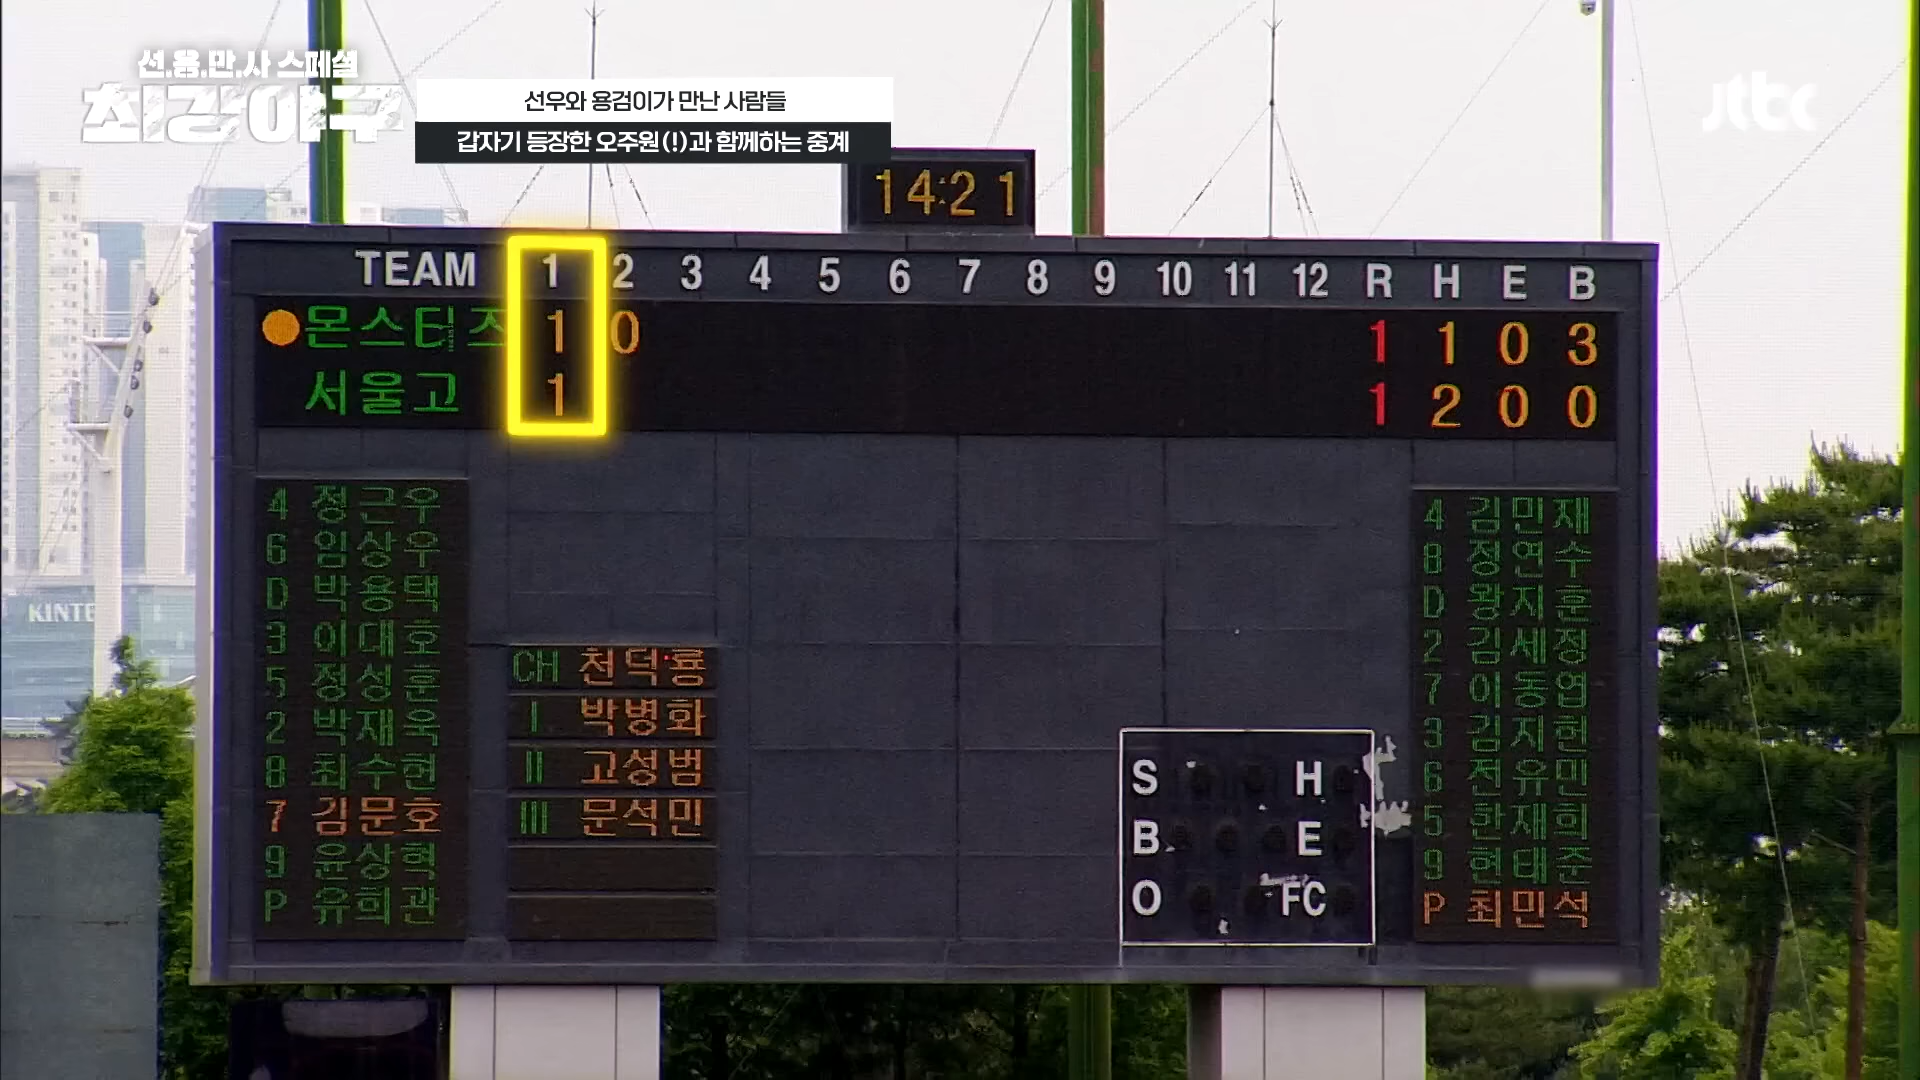 선.용.만.사 스페셜
최강야구
선우와 용검이가 만난 사람들
갑자기 등장한 오주원(!)과 함께하는 중계
jtbc
14:21
TEAM 1 2 3 4 5 6 7 8 9 10 11 12 R H E B
몬스터즈 1 0 1 1 0 3
서울고 1 1 2 0 0
4 정근우
6 임상우
D 박용택
3 이대호
5 정성훈
2 박재욱
8 최수현
7 김문호
9 윤상혁
P 유희관
CH 천덕룡
I 박병화
II 고성범
III 문석민
S H
B E
O FC
4 김민재
8 정연수
D 왕지훈
2 김세정
7 이동연
3 김지헌
6 전유민
5 한재희
9 현태준
P 최민석
KINTE